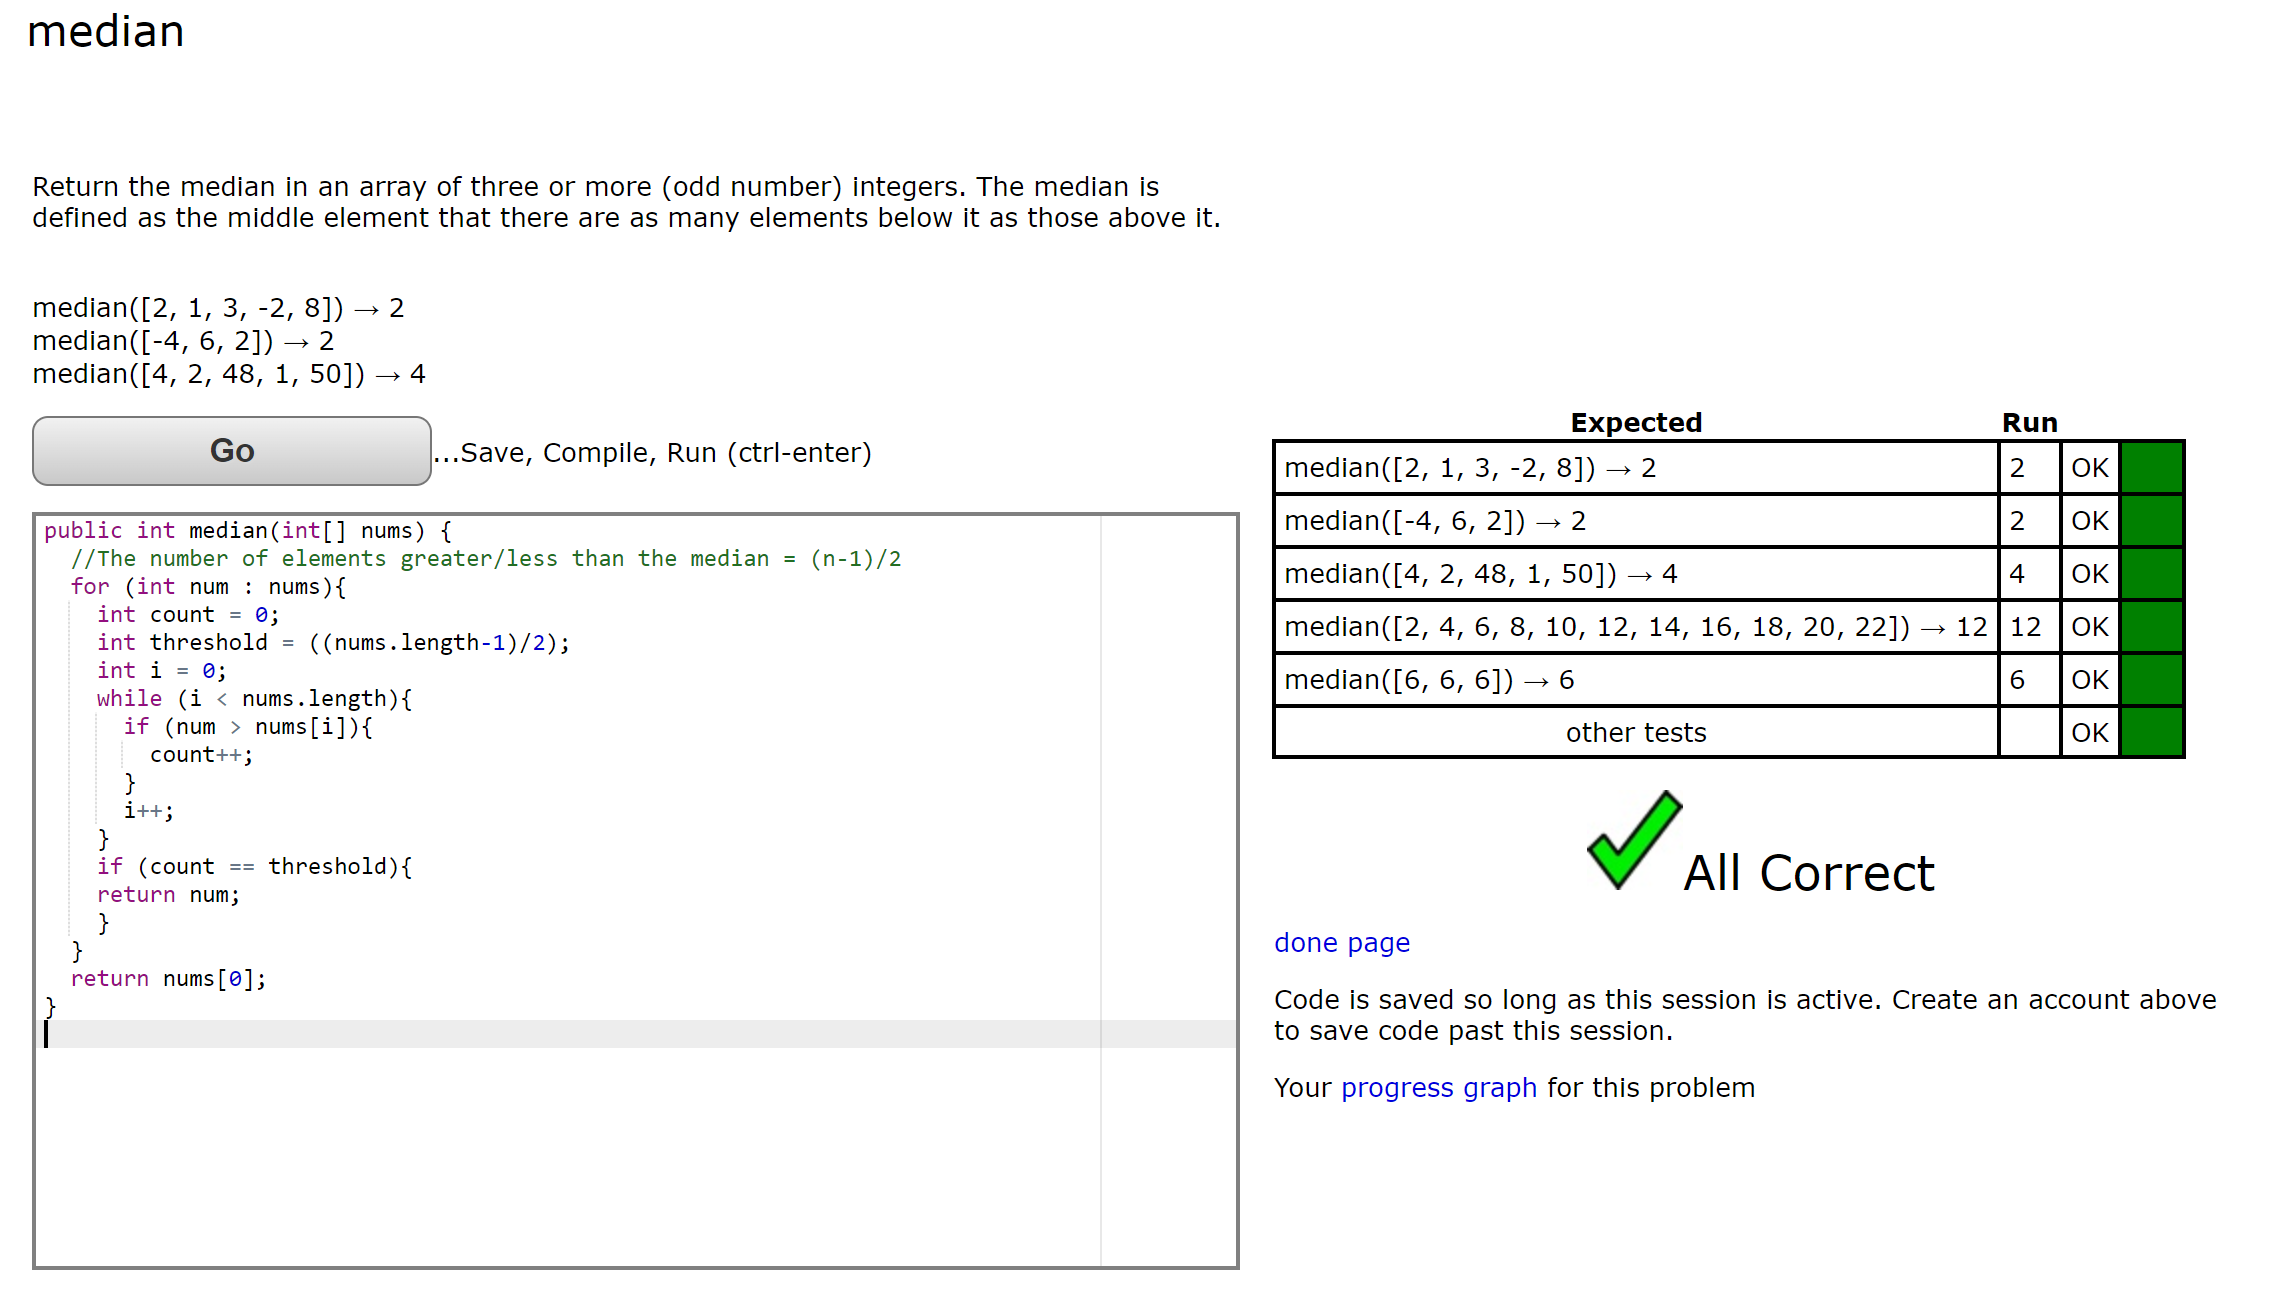 median
Return the median in an array of three or more (odd number) integers. The median is
defined as the middle element that there are as many elements below it as those above it.
median([2, 1, 3, -2, 8]) → 2
median([-4, 6, 2]) → 2
median([4, 2, 48, 1, 50]) → 4
Go
...Save, Compile, Run (ctrl-enter)
public int median(int[] nums) {
  //The number of elements greater/less than the median = (n-1)/2
  for (int num : nums){
    int count = 0;
    int threshold = ((nums.length-1)/2);
    int i = 0;
    while (i < nums.length){
      if (num > nums[i]){
        count++;
      }
      i++;
    }
    if (count == threshold){
    return num;
    }
  }
  return nums[0];
}
Expected Run
median([2, 1, 3, -2, 8]) → 2 2 OK
median([-4, 6, 2]) → 2 2 OK
median([4, 2, 48, 1, 50]) → 4 4 OK
median([2, 4, 6, 8, 10, 12, 14, 16, 18, 20, 22]) → 12 12 OK
median([6, 6, 6]) → 6 6 OK
other tests OK
All Correct
done page
Code is saved so long as this session is active. Create an account above
to save code past this session.
Your progress graph for this problem